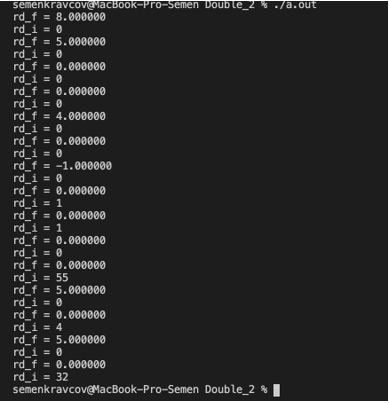 semenkravcov@MacBook-Pro-Semen Double_2 % ./a.out
rd_f = 8.000000
rd_i = 0
rd_f = 5.000000
rd_i = 0
rd_f = 0.000000
rd_i = 0
rd_f = 0.000000
rd_i = 0
rd_f = 4.000000
rd_i = 0
rd_f = 0.000000
rd_i = 0
rd_f = -1.000000
rd_i = 0
rd_f = 0.000000
rd_i = 1
rd_f = 0.000000
rd_i = 1
rd_f = 0.000000
rd_i = 0
rd_f = 0.000000
rd_i = 55
rd_f = 5.000000
rd_i = 0
rd_f = 0.000000
rd_i = 4
rd_f = 5.000000
rd_i = 0
rd_f = 0.000000
rd_i = 32
semenkravcov@MacBook-Pro-Semen Double_2 %